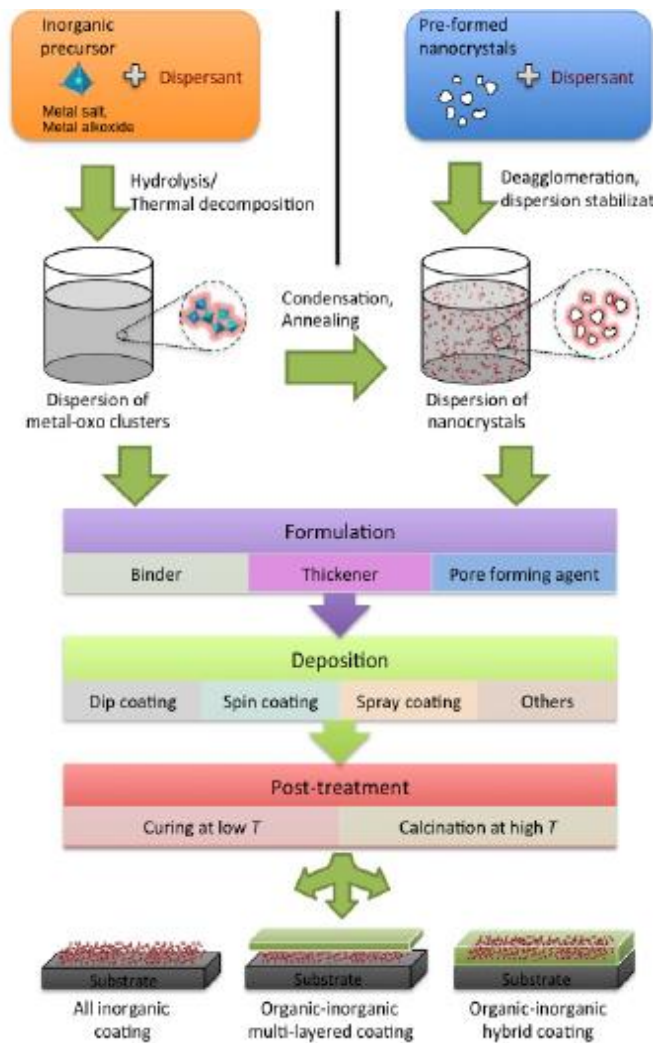 Inorganic
precursor
Dispersant
Metal salt,
Metal alkoxide
Pre-formed
nanocrystals
Dispersant
Hydrolysis/
Thermal decomposition
Deagglomeration,
dispersion stabilizat
Condensation,
Annealing
Dispersion of
metal-oxo clusters
Dispersion of
nanocrystals
Formulation
Binder
Thickener
Pore forming agent
Deposition
Dip coating
Spin coating
Spray coating
Others
Post-treatment
Curing at low T
Calcination at high T
Substrate
Substrate
Substrate
All inorganic
coating
Organic-inorganic
multi-layered coating
Organic-inorganic
hybrid coating